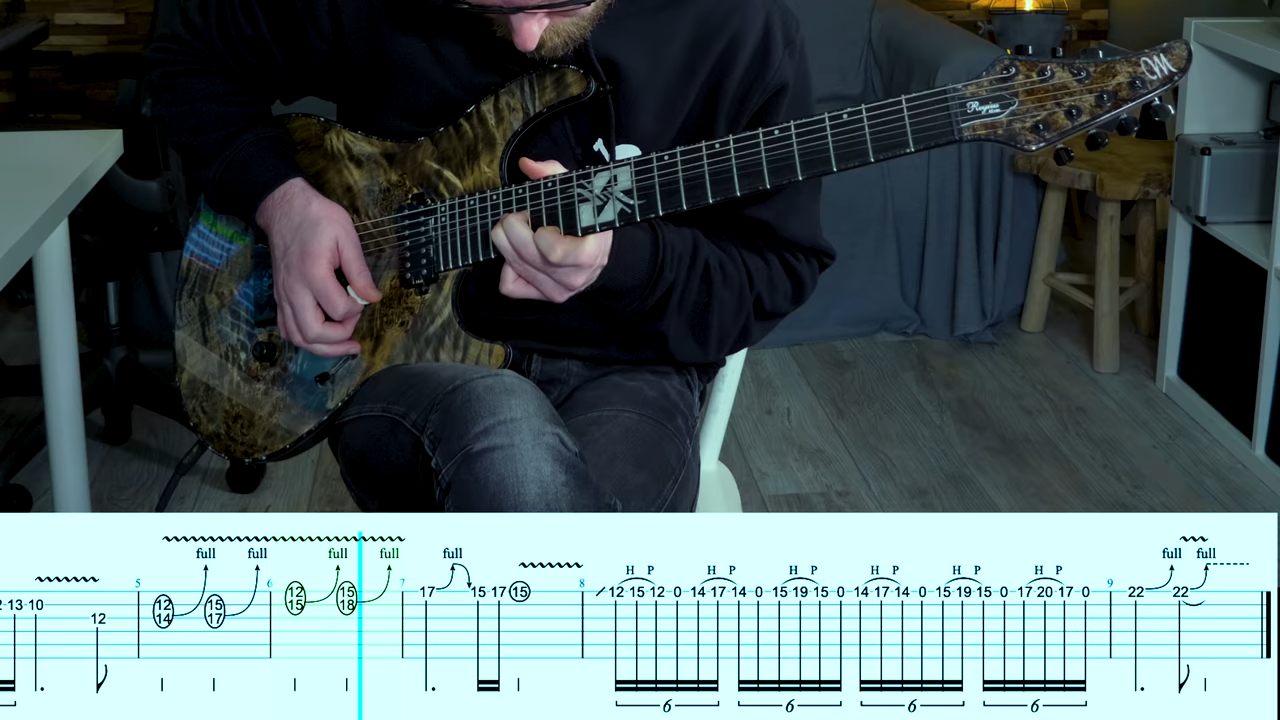 M
Regius
full full full full full full full
5 6 7 8 9
H P H P H P H P H P H P
12 15 17 15 17 15 12 15 12 0 14 17 14 0 15 19 15 0 14 17 14 0 15 19 15 0 17 20 17 0 22 22
13 10 12 15 15 18
12 14 17
6 6 6 6